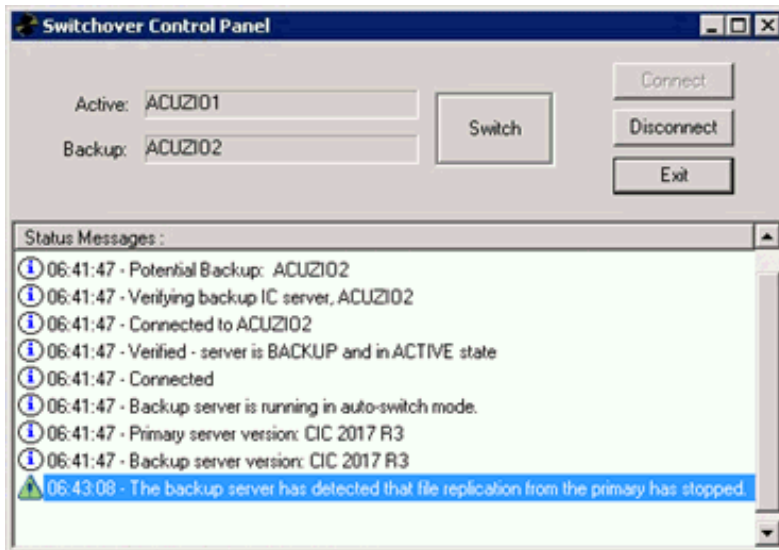 Switchover Control Panel
Connect
Active: ACUZIO1
Switch
Disconnect
Backup: ACUZIO2
Exit
Status Messages :
06:41:47 - Potential Backup: ACUZIO2
06:41:47 - Verifying backup IC server, ACUZIO2
06:41:47 - Connected to ACUZIO2
06:41:47 - Verified - server is BACKUP and in ACTIVE state
06:41:47 - Connected
06:41:47 - Backup server is running in auto-switch mode.
06:41:47 - Primary server version: CIC 2017 R3
06:41:47 - Backup server version: CIC 2017 R3
06:43:08 - The backup server has detected that file replication from the primary has stopped.